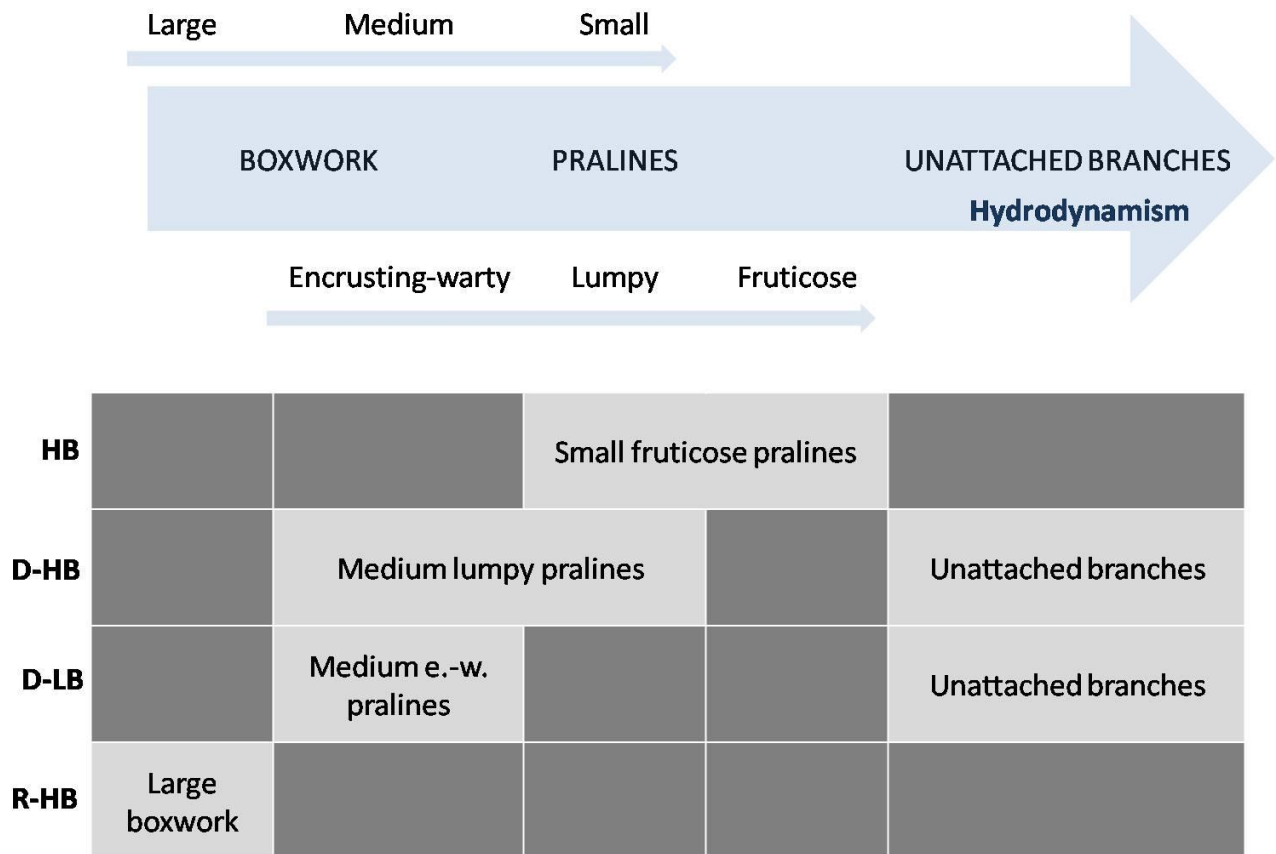 Large Medium Small
BOXWORK PRALINES UNATTACHED BRANCHES
Hydrodynamism
Encrusting-warty Lumpy Fruticose
HB Small fruticose pralines
D-HB Medium lumpy pralines Unattached branches
D-LB Medium e.-w. pralines Unattached branches
R-HB Large boxwork